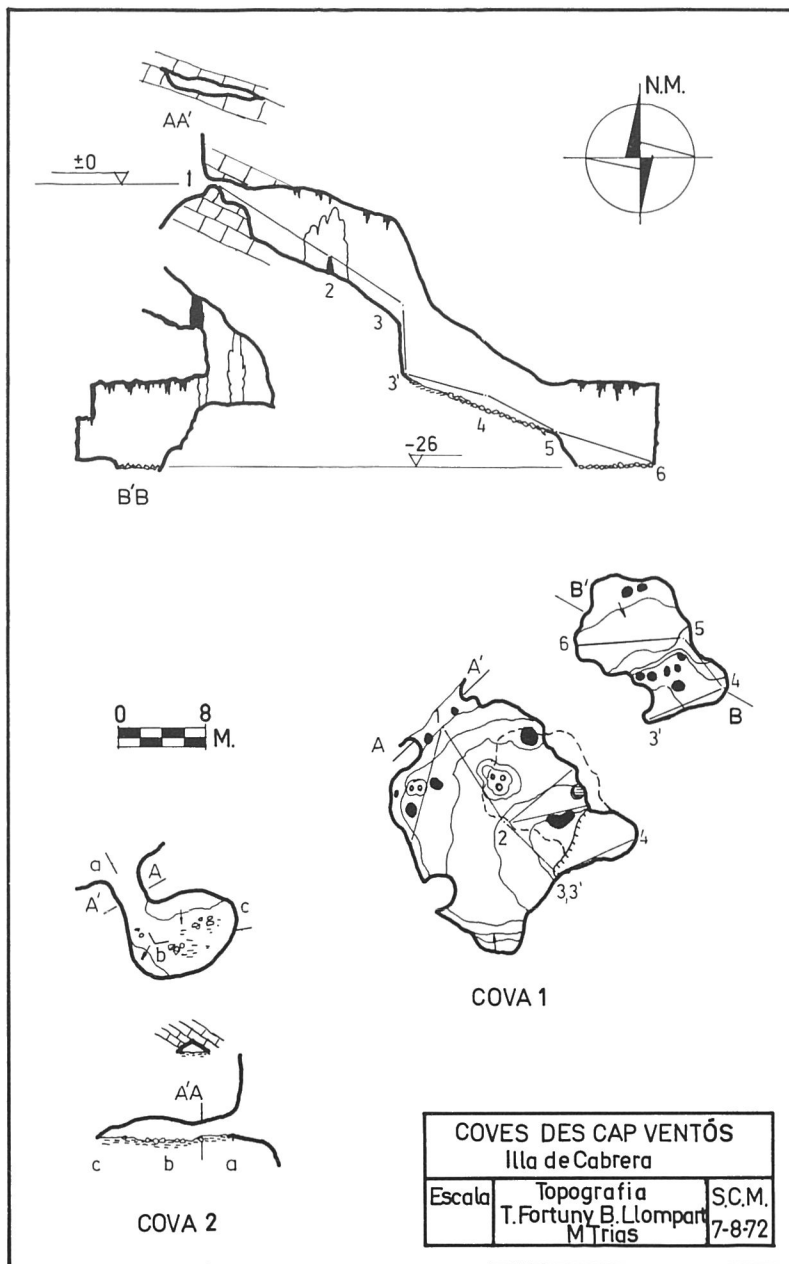 N.M.
AA'
±0
1
2
3
3'
4
5
-26
6
B'B
B'
5
6
4
B
3'
A'
A
1
2
4
3,3'
0 8
M.
a
A
A'
c
b
COVA 1
A'A
c b a
COVA 2
COVES DES CAP VENTÓS
Illa de Cabrera
Escala
Topografia
T.Fortuny B.Llompart
M Trias
S.C.M.
7-8-72